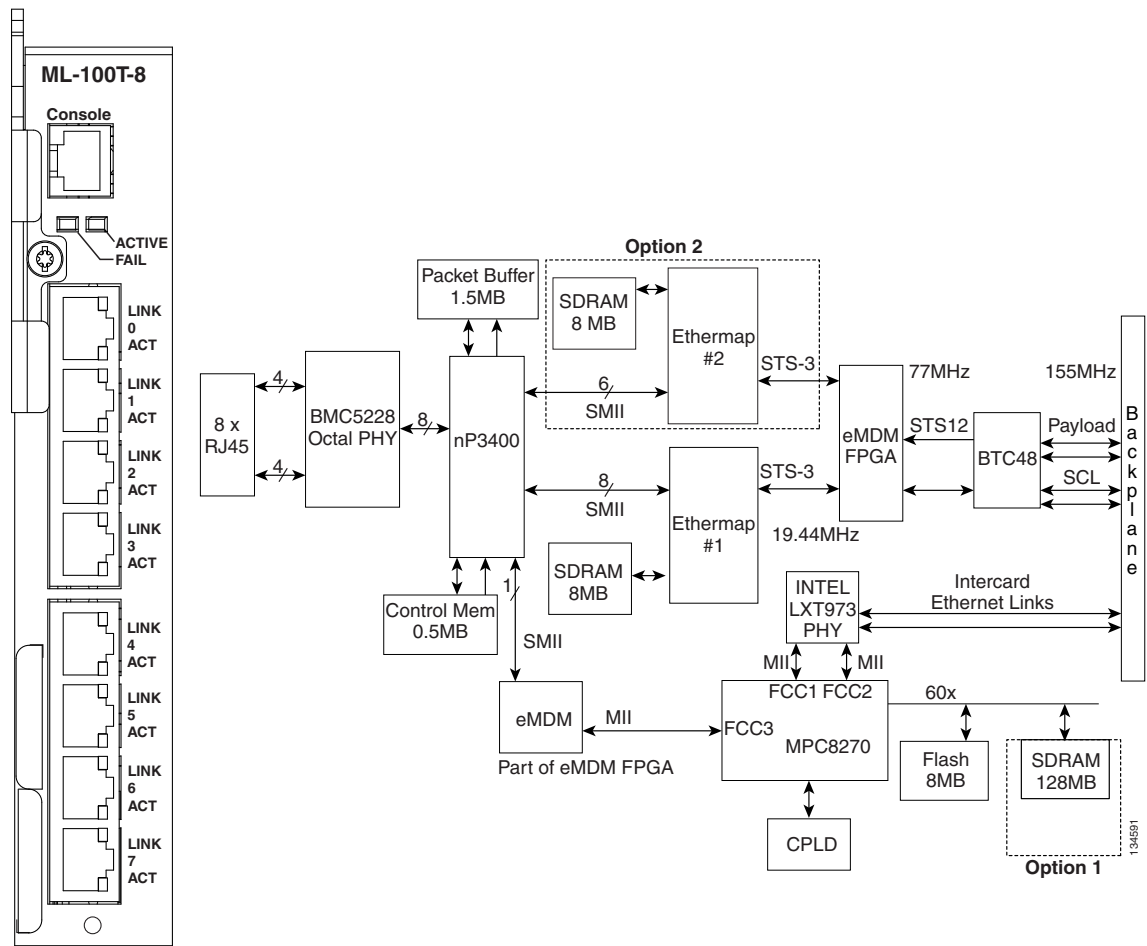 ML-100T-8
Console
ACTIVE
FAIL
LINK
0
ACT
LINK
1
ACT
LINK
2
ACT
LINK
3
ACT
LINK
4
ACT
LINK
5
ACT
LINK
6
ACT
LINK
7
ACT
Option 2
Packet Buffer
1.5MB
SDRAM
8 MB
Ethermap
#2
6
SMII
STS-3
8 x
RJ45
4
4
BMC5228
Octal PHY
8
nP3400
8
SMII
Ethermap
#1
STS-3
SDRAM
8MB
77MHz
155MHz
eMDM
FPGA
STS12
BTC48
Payload
SCL
19.44MHz
Backplane
Control Mem
0.5MB
1
SMII
INTEL
LXT973
PHY
Intercard
Ethernet Links
MII
MII
FCC1 FCC2
60x
eMDM
MII
FCC3
MPC8270
Part of eMDM FPGA
Flash
8MB
SDRAM
128MB
CPLD
Option 1
134591